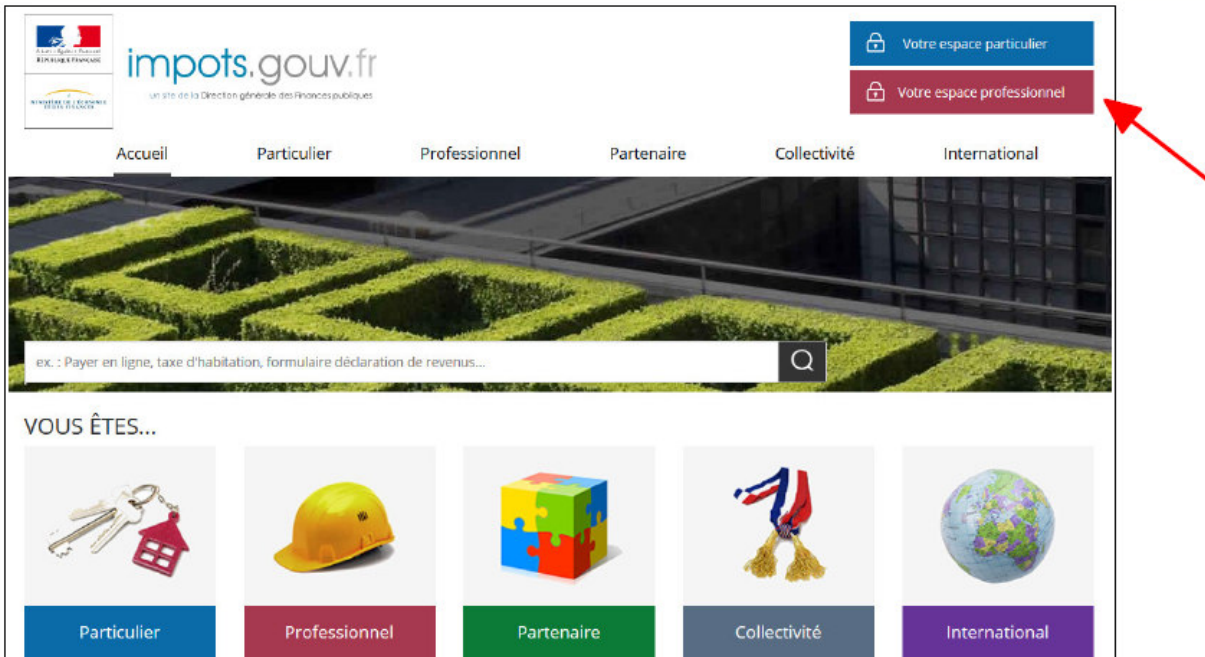 RÉPUBLIQUE FRANÇAISE
impots.gouv.fr
un site de la Direction générale des Finances publiques
Votre espace particulier
Votre espace professionnel
Accueil Particulier Professionnel Partenaire Collectivité International
ex. : Payer en ligne, taxe d'habitation, formulaire déclaration de revenus...
VOUS ÊTES...
Particulier Professionnel Partenaire Collectivité International